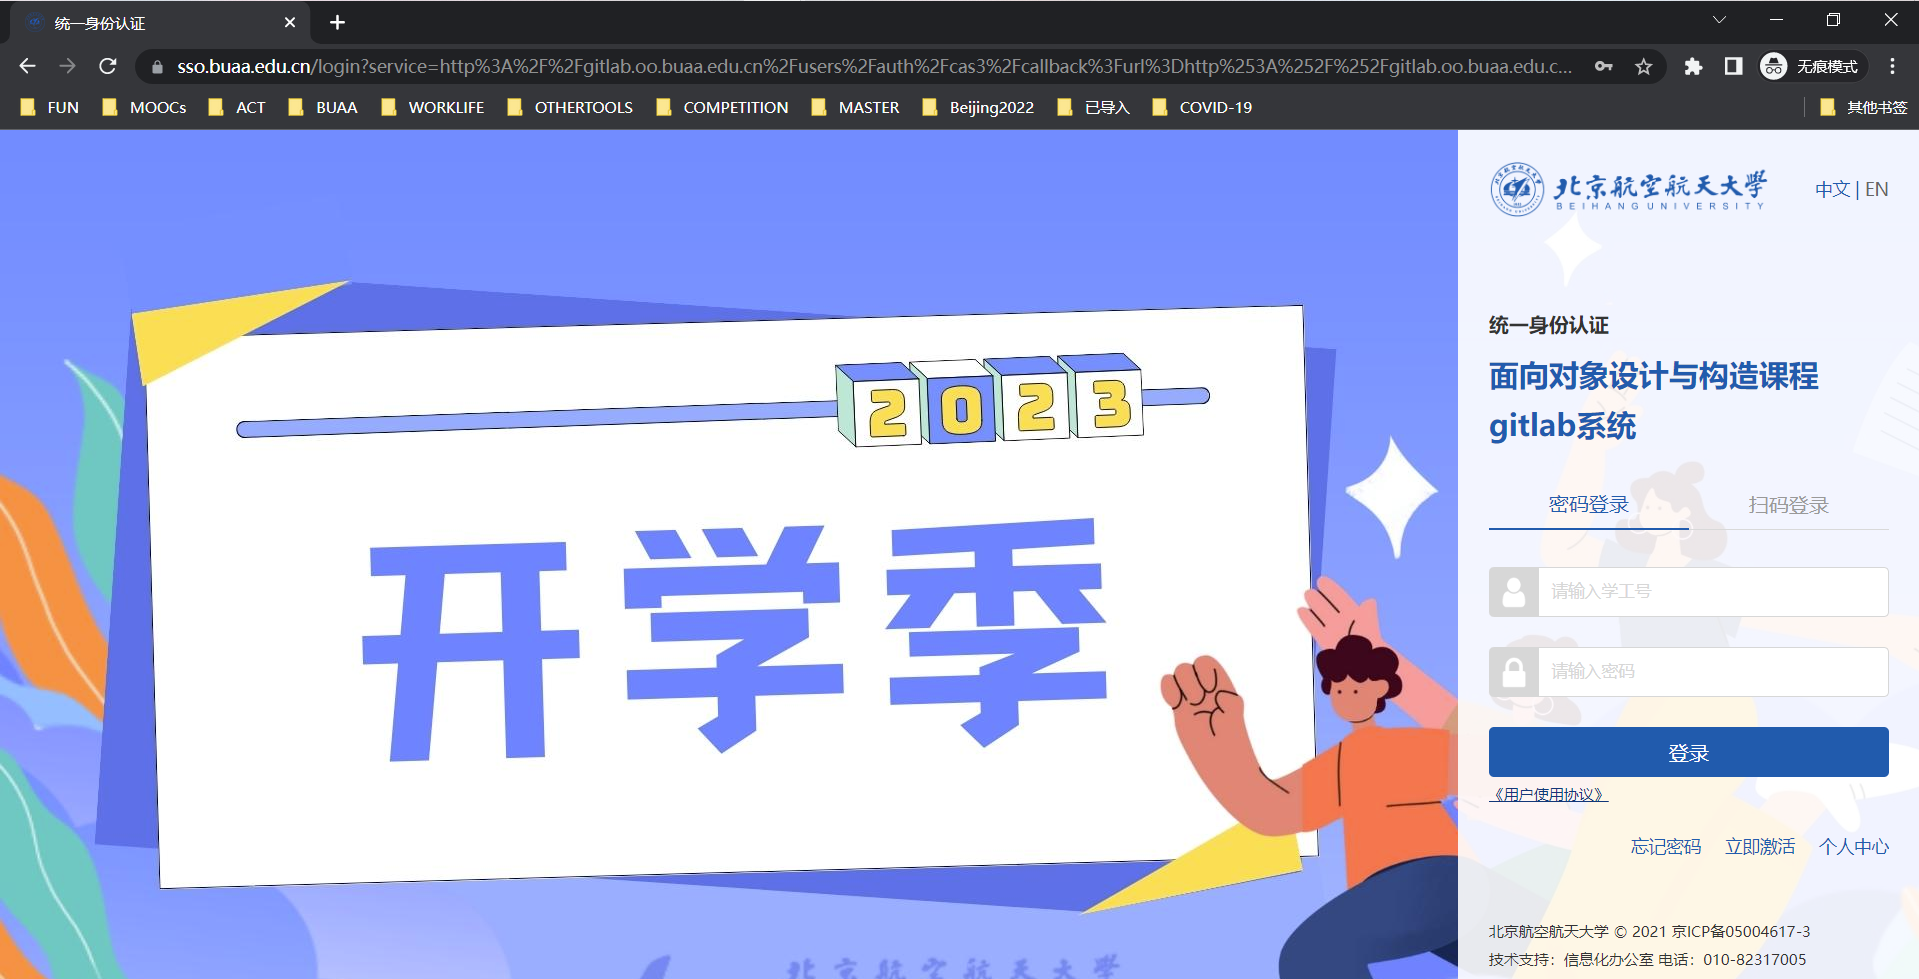 统一身份认证
sso.buaa.edu.cn/login?service=http%3A%2F%2Fgitlab.oo.buaa.edu.cn%2Fusers%2Fauth%2Fcas3%2Fcallback%3Furl%3Dhttp%253A%252F%252Fgitlab.oo.buaa.edu.c...
无痕模式
FUN MOOCs ACT BUAA WORKLIFE OTHERTOOLS COMPETITION MASTER Beijing2022 已导入 COVID-19 其他书签
2023
开学季
北京航空航天大学
北京航空航天大學
BEIHANG UNIVERSITY
中文 | EN
统一身份认证
面向对象设计与构造课程
gitlab系统
密码登录 扫码登录
请输入学工号
请输入密码
登录
《用户使用协议》
忘记密码 立即激活 个人中心
北京航空航天大学 © 2021 京ICP备05004617-3
技术支持：信息化办公室 电话：010-82317005